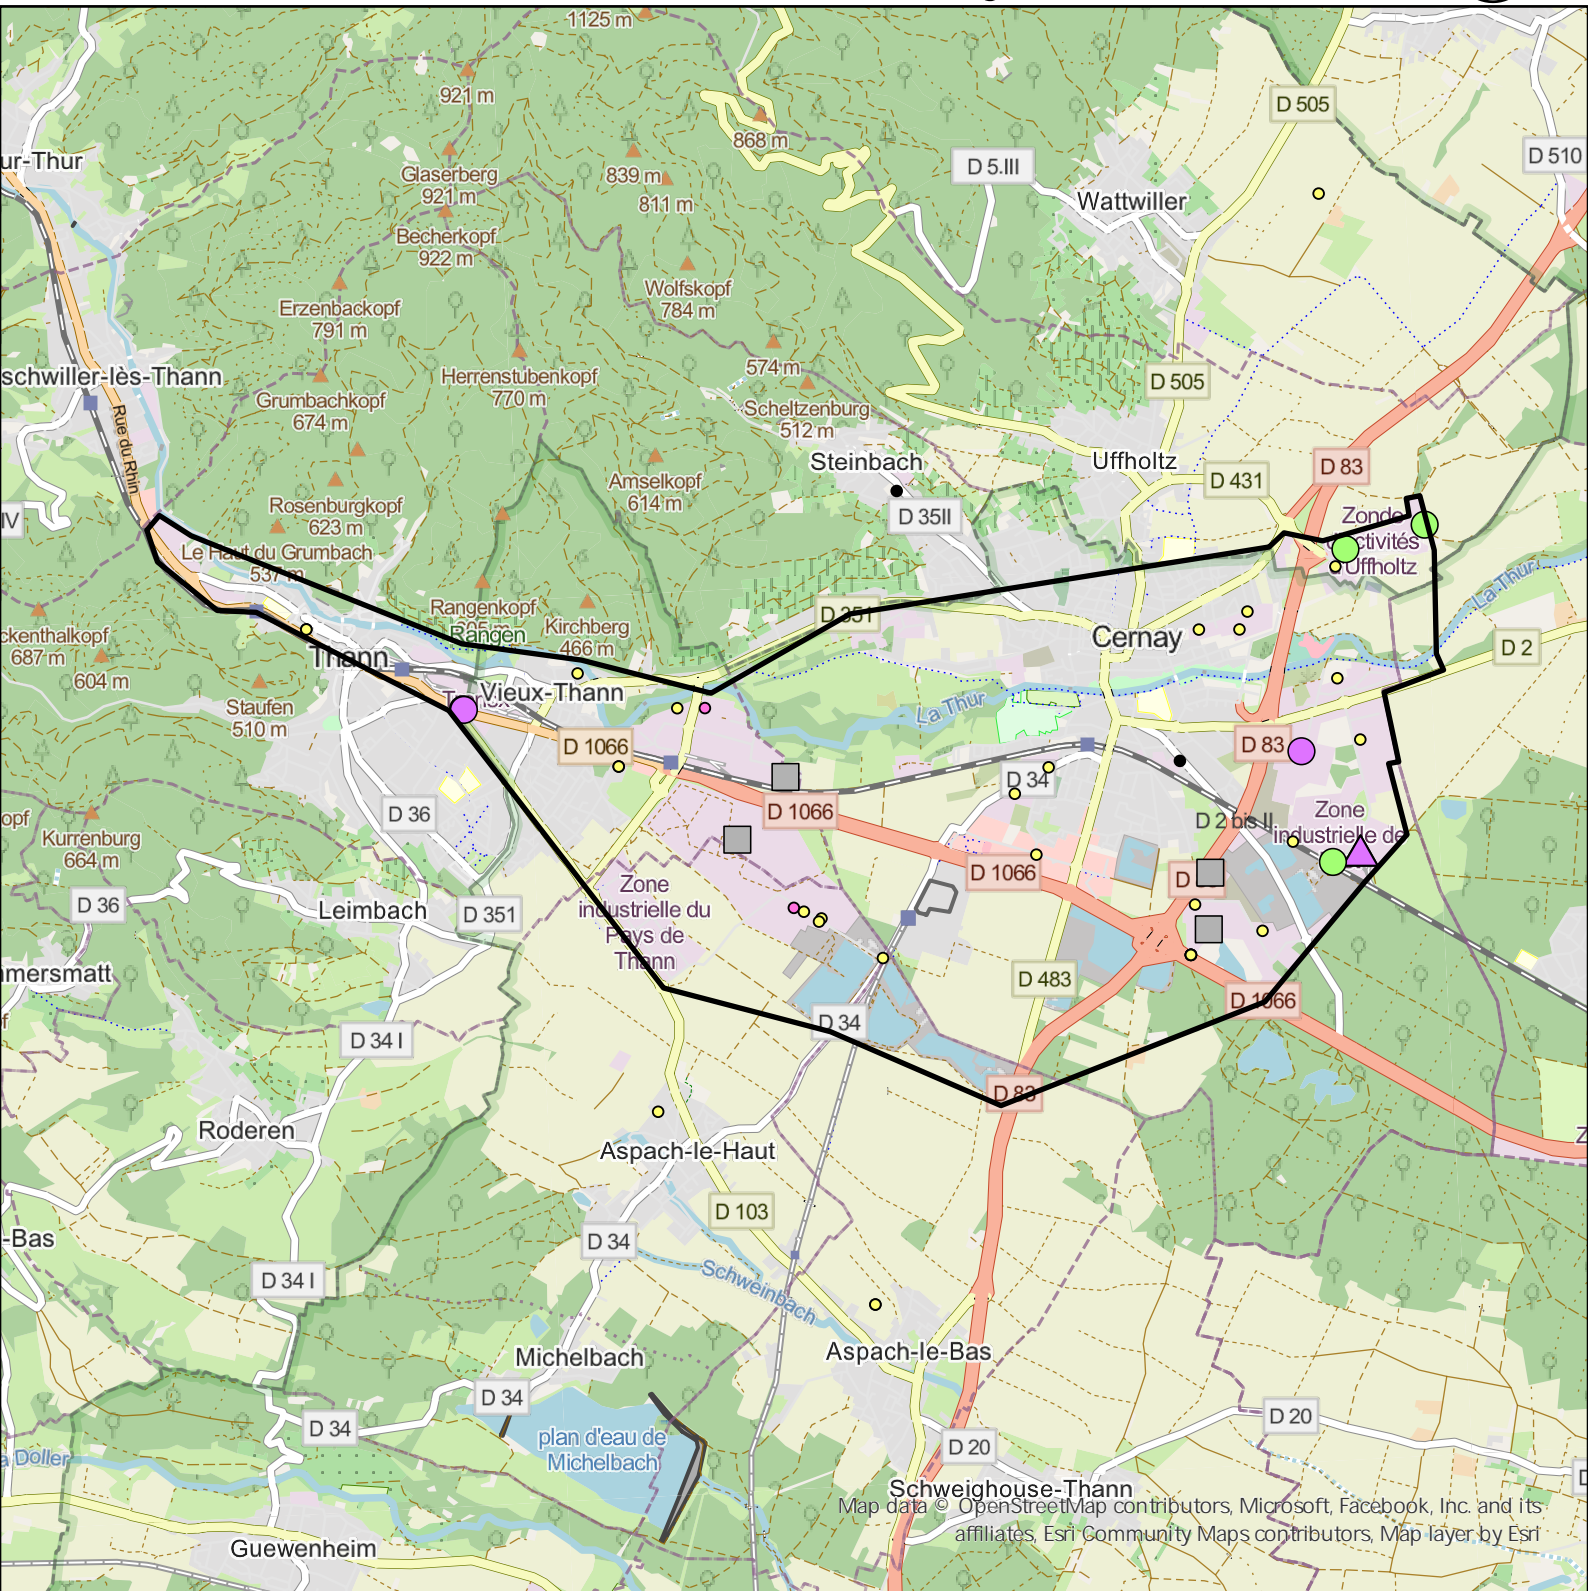 1125 m
921 m
D 505
868 m
D 510
ur-Thur
D 5.III
Glaserberg
921 m
839 m
811 m
Wattwiller
Becherkopf
922 m
Wolfskopf
784 m
Erzenbackopf
791 m
schwiller-lès-Thann
574 m
Herrenstubenkopf
770 m
D 505
Grumbachkopf
674 m
Scheltzenburg
512 m
Rue du Rhin
Steinbach
Uffholtz
D 83
D 431
Amselkopf
614 m
IV
Rosenburgkopf
623 m
D 35II
Zone
Le Haut du Grumbach
537 m
activités
Uffholtz
La Thur
Rangenkopf
Rangen
Kirchberg
466 m
D 351
Cernay
D 2
ckenthalkopf
687 m
604 m
Thann
Vieux-Thann
Staufen
510 m
La Thur
D 1066
D 83
D 34
D 36
D 1066
Zone
industrielle de
D 2 bis II
opf
Kurrenburg
664 m
D 1066
D
D 36
Leimbach
D 351
Zone
industrielle du
Pays de
Thann
mmersmatt
D 483
D 1066
f
D 34
D 34 I
D 83
Roderen
Z
Aspach-le-Haut
D 103
-Bas
D 34
D 34 I
Schweinbach
Michelbach
Aspach-le-Bas
D 34
D 34
D 20
plan d'eau de
Michelbach
D 20
a Doller
D
Schweighouse-Thann
Map data © OpenStreetMap contributors, Microsoft, Facebook, Inc. and its
affiliates, Esri Community Maps contributors, Map layer by Esri
Guewenheim